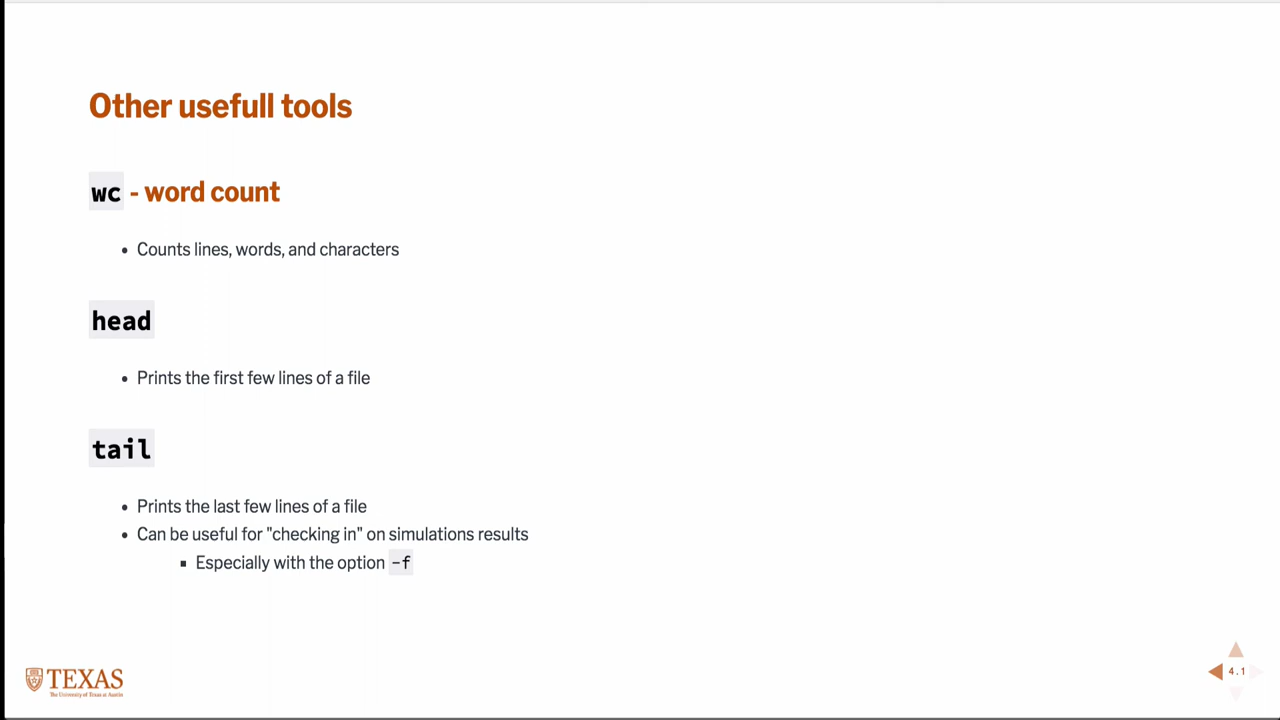 Other usefull tools
wc - word count
• Counts lines, words, and characters
head
• Prints the first few lines of a file
tail
• Prints the last few lines of a file
• Can be useful for "checking in" on simulations results
▪ Especially with the option -f
TEXAS
The University of Texas at Austin
4.1